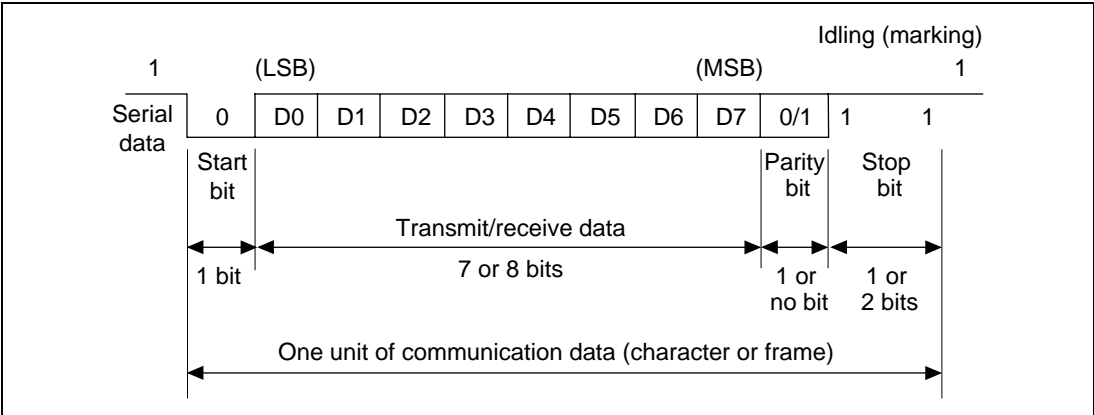 Idling (marking)
1 (LSB) (MSB) 1
Serial data 0 D0 D1 D2 D3 D4 D5 D6 D7 0/1 1 1
Start bit Parity bit Stop bit
Transmit/receive data
1 bit 7 or 8 bits 1 or no bit 1 or 2 bits
One unit of communication data (character or frame)